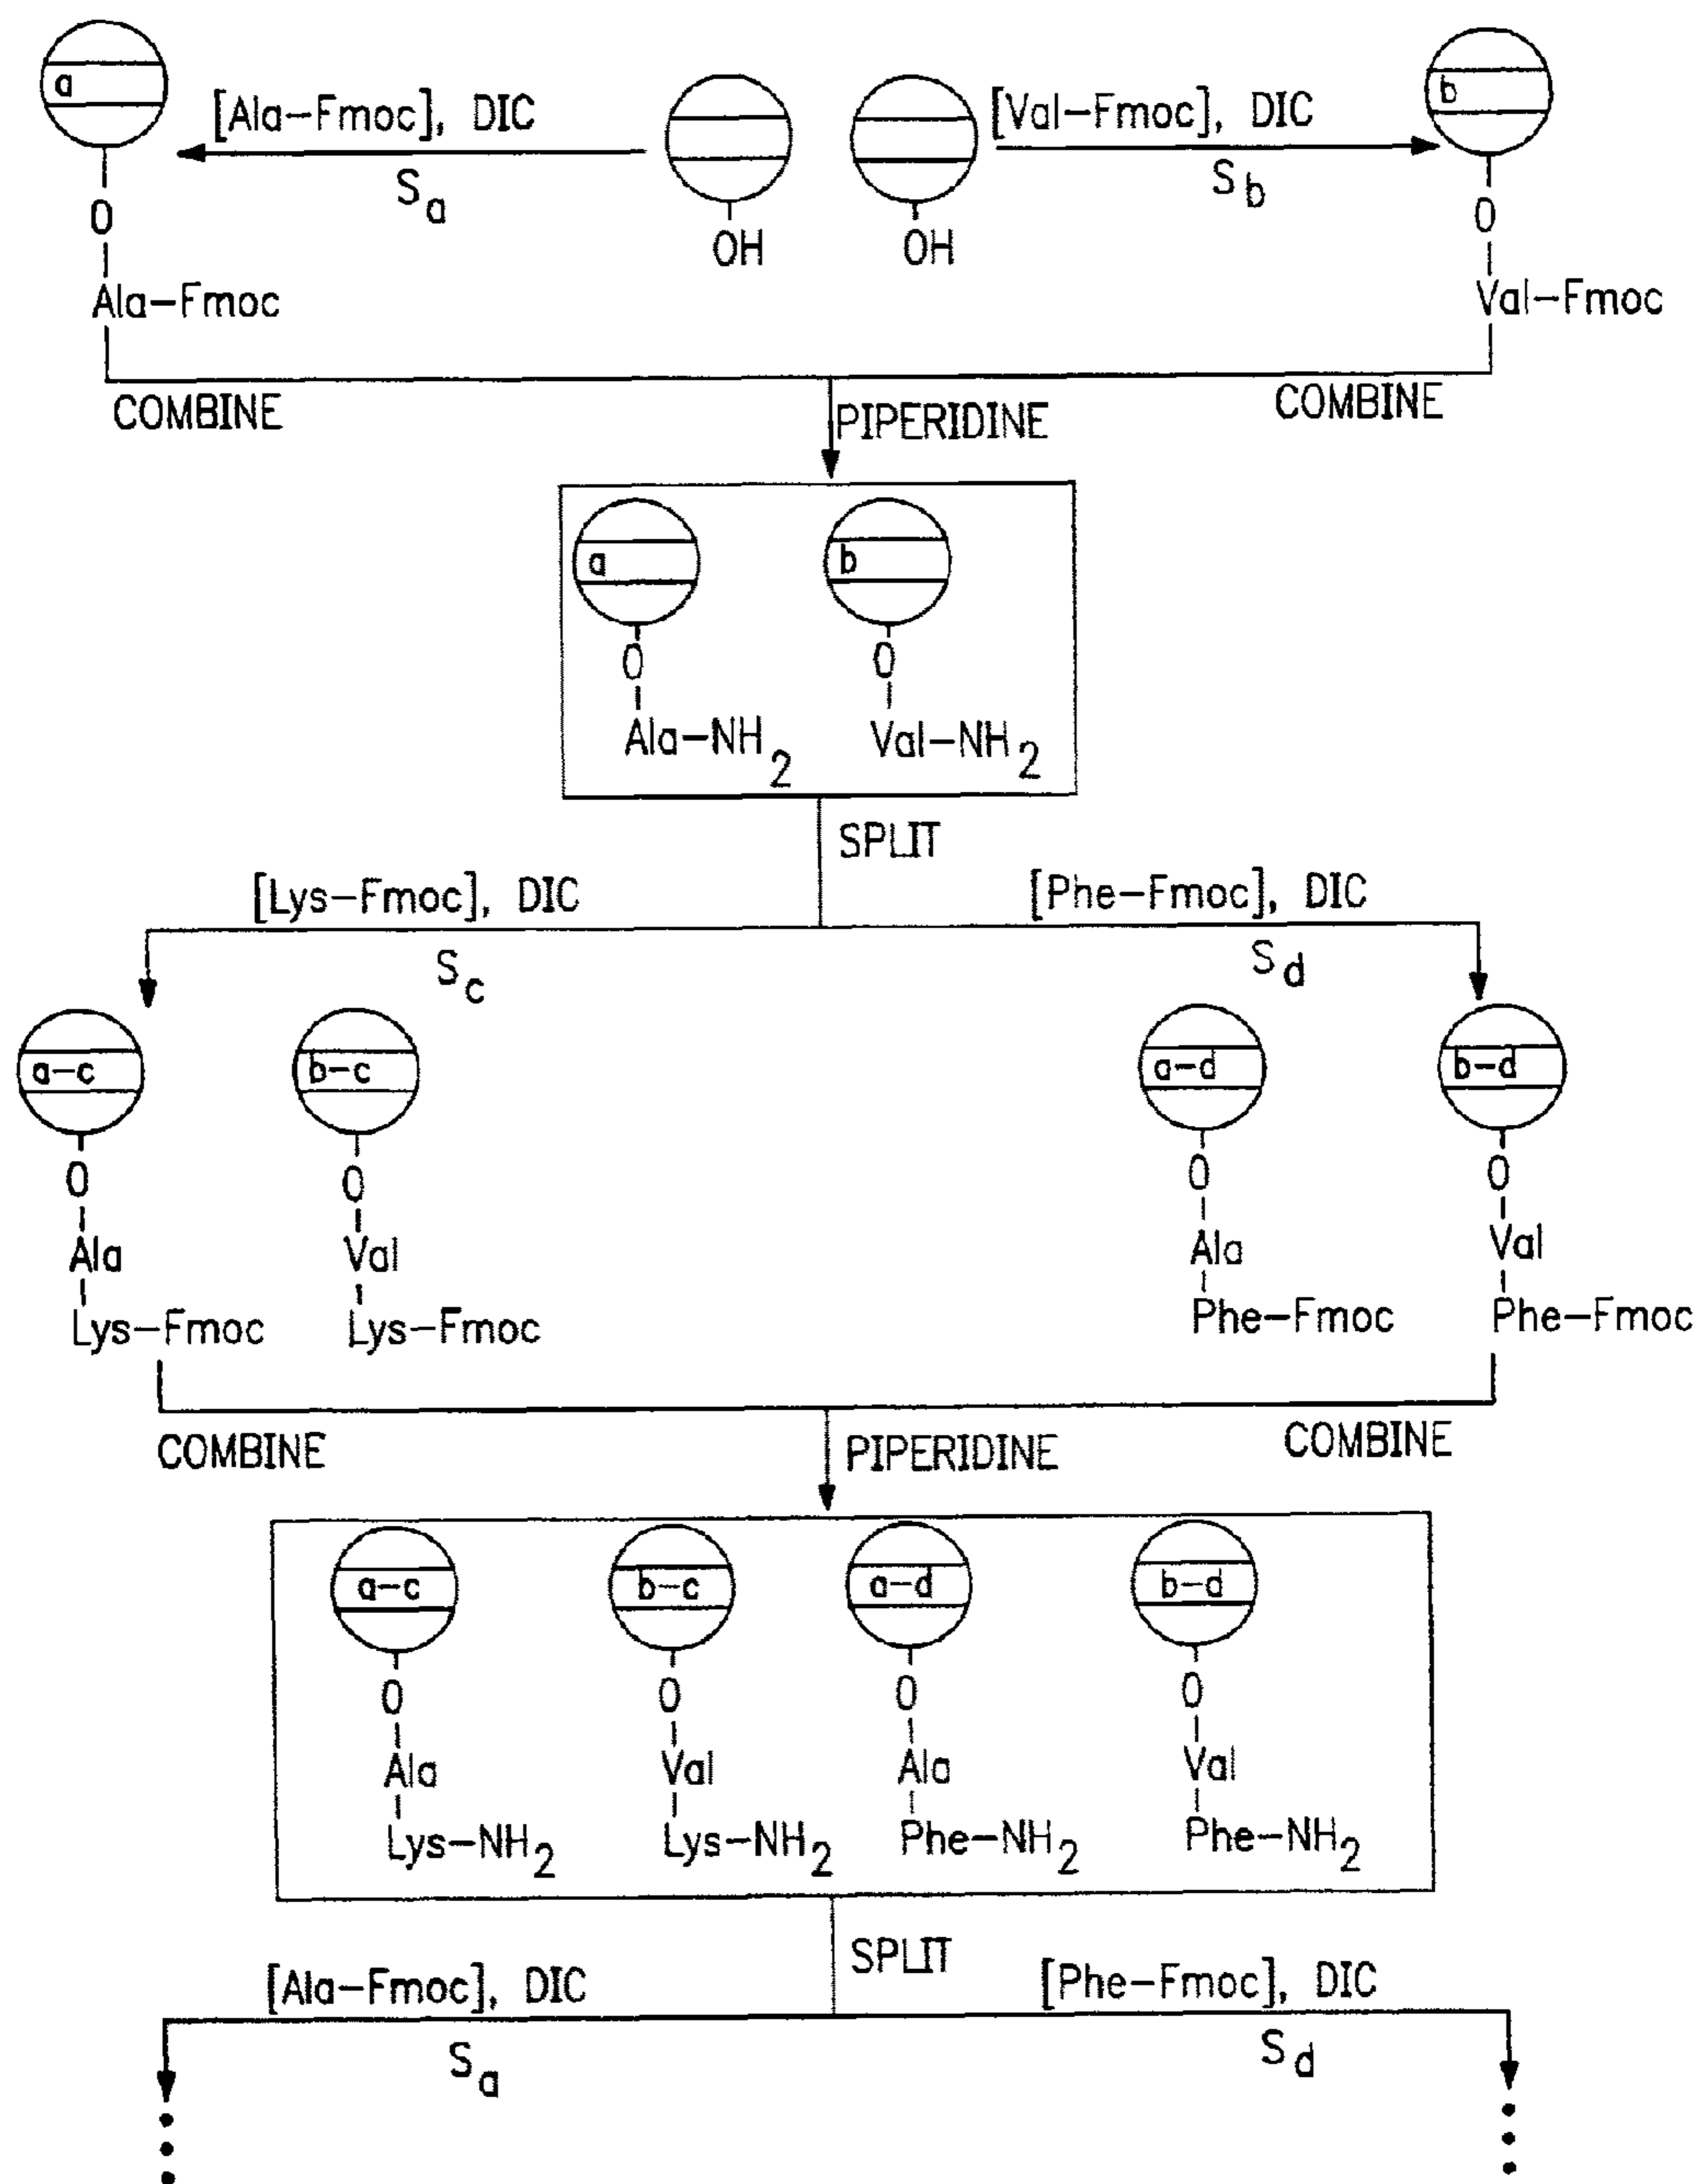 a
b
[Ala-Fmoc], DIC
[Val-Fmoc], DIC
Sa
Sb
O
OH
OH
O
Ala-Fmoc
Val-Fmoc
COMBINE
PIPERIDINE
COMBINE
a
b
O
O
Ala-NH2
Val-NH2
SPLIT
[Lys-Fmoc], DIC
[Phe-Fmoc], DIC
Sc
Sd
a-c
b-c
a-d
b-d
O
O
O
O
Ala
Val
Ala
Val
Lys-Fmoc
Lys-Fmoc
Phe-Fmoc
Phe-Fmoc
COMBINE
PIPERIDINE
COMBINE
a-c
b-c
a-d
b-d
O
O
O
O
Ala
Val
Ala
Val
Lys-NH2
Lys-NH2
Phe-NH2
Phe-NH2
SPLIT
[Ala-Fmoc], DIC
[Phe-Fmoc], DIC
Sa
Sd